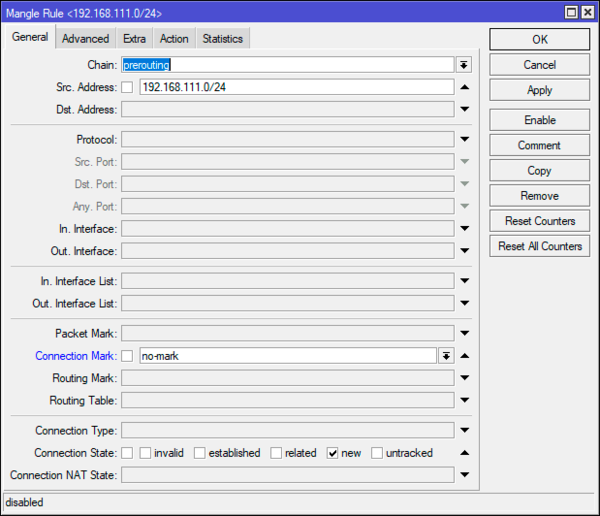 Mangle Rule <192.168.111.0/24>
General Advanced Extra Action Statistics
OK
Chain: prerouting
Cancel
Src. Address: 192.168.111.0/24
Apply
Dst. Address:
Enable
Protocol:
Comment
Src. Port:
Copy
Dst. Port:
Remove
Any. Port:
Reset Counters
In. Interface:
Reset All Counters
Out. Interface:
In. Interface List:
Out. Interface List:
Packet Mark:
Connection Mark: no-mark
Routing Mark:
Routing Table:
Connection Type:
Connection State: invalid established related new untracked
Connection NAT State:
disabled